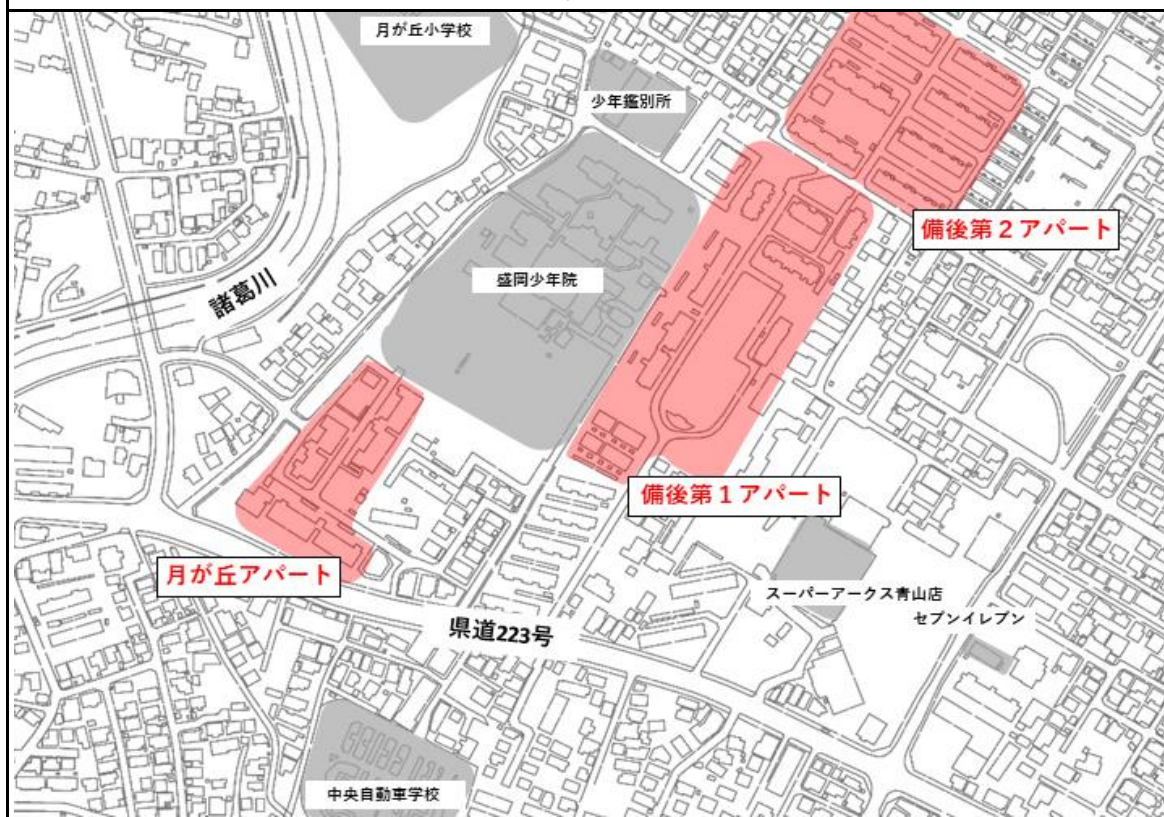 月が丘小学校
少年鑑別所
備後第２アパート
盛岡少年院
諸葛川
備後第１アパート
月が丘アパート
スーパーアークス青山店
セブンイレブン
県道223号
中央自動車学校